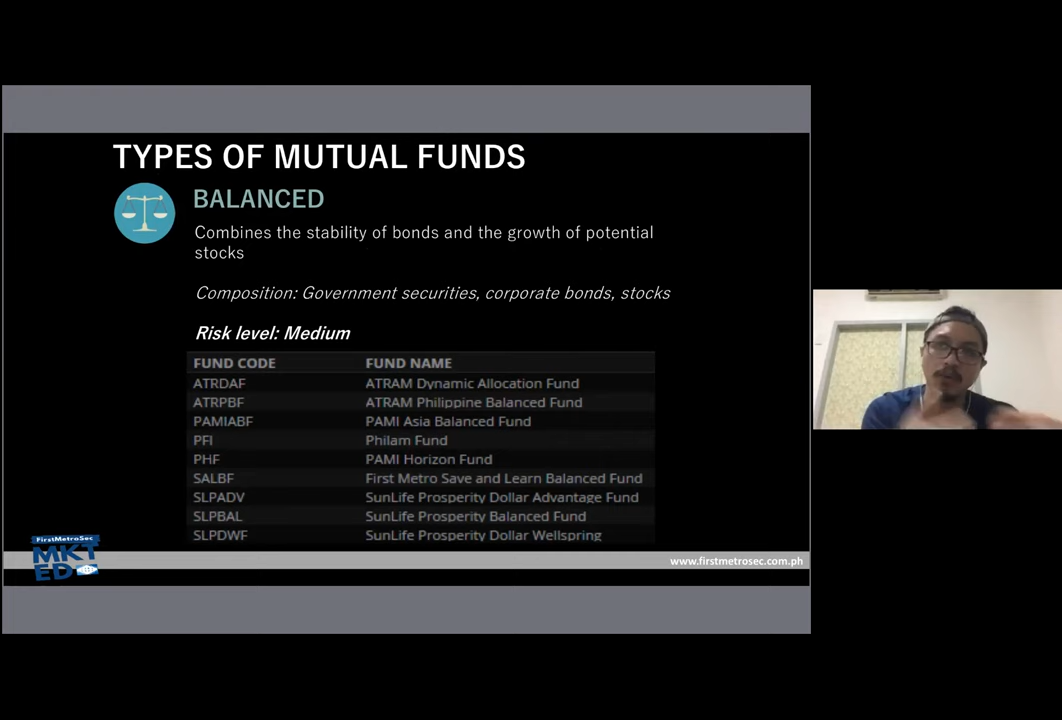 TYPES OF MUTUAL FUNDS
BALANCED
Combines the stability of bonds and the growth of potential
stocks
Composition: Government securities, corporate bonds, stocks
Risk level: Medium
FUND CODE FUND NAME
ATRDAF ATRAM Dynamic Allocation Fund
ATRPBF ATRAM Philippine Balanced Fund
PAMIABF PAMI Asia Balanced Fund
PFI Philam Fund
PHF PAMI Horizon Fund
SALBF First Metro Save and Learn Balanced Fund
SLPADV SunLife Prosperity Dollar Advantage Fund
SLPBAL SunLife Prosperity Balanced Fund
SLPDWF SunLife Prosperity Dollar Wellspring
FirstMetroSec
MKT
ED
www.firstmetrosec.com.ph